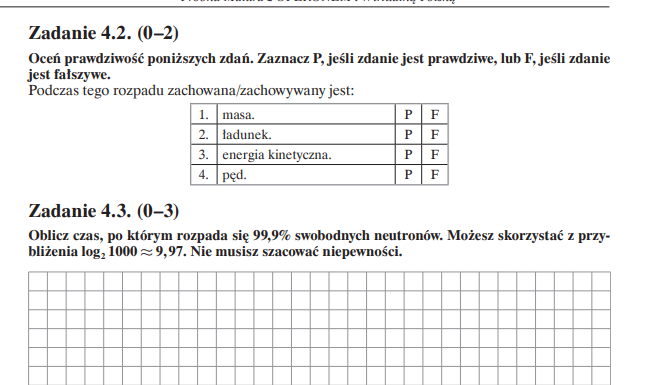 Zadanie 4.2. (0–2)
Oceń prawdziwość poniższych zdań. Zaznacz P, jeśli zdanie jest prawdziwe, lub F, jeśli zdanie
jest fałszywe.
Podczas tego rozpadu zachowana/zachowywany jest:
1. masa. P F
2. ładunek. P F
3. energia kinetyczna. P F
4. pęd. P F
Zadanie 4.3. (0–3)
Oblicz czas, po którym rozpada się 99,9% swobodnych neutronów. Możesz skorzystać z przy-
bliżenia log₂ 1000 ≈ 9,97. Nie musisz szacować niepewności.